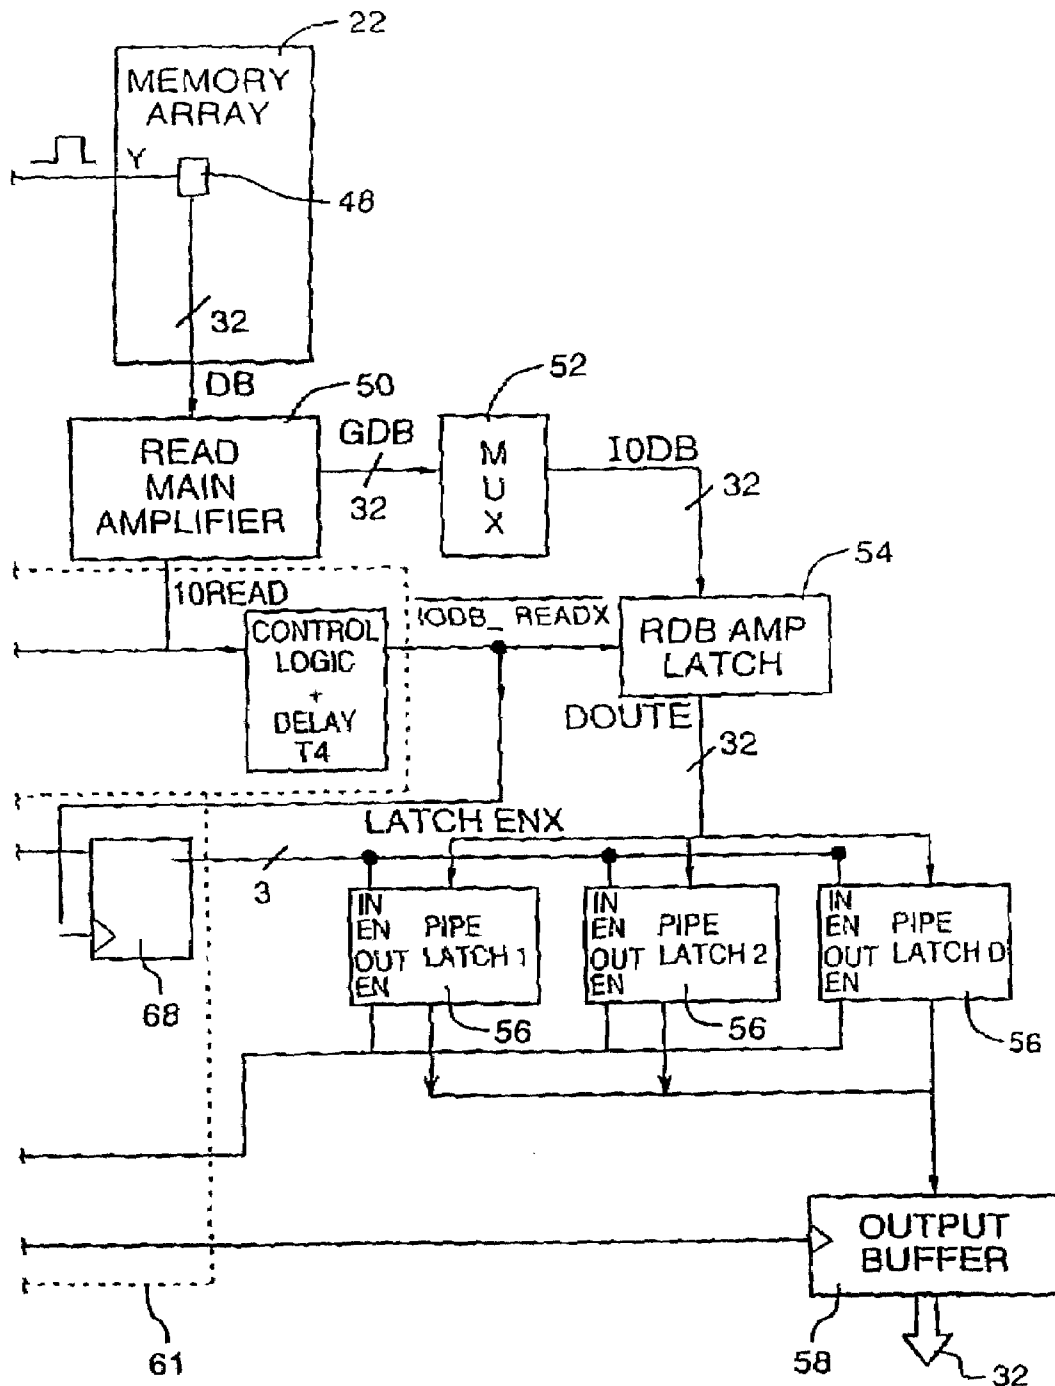 22
MEMORY
ARRAY
Y
48
32
DB
50
52
GDB
READ
MAIN
AMPLIFIER
32
M
U
X
IODB
32
54
10READ
IODB_ READX
CONTROL
LOGIC
+
DELAY
T4
RDB AMP
LATCH
DOUTE
32
LATCH ENX
3
68
IN
EN
OUT
EN
PIPE
LATCH 1
56
IN
EN
OUT
EN
PIPE
LATCH 2
56
IN
EN
OUT
EN
PIPE
LATCH D
56
OUTPUT
BUFFER
61
58
32